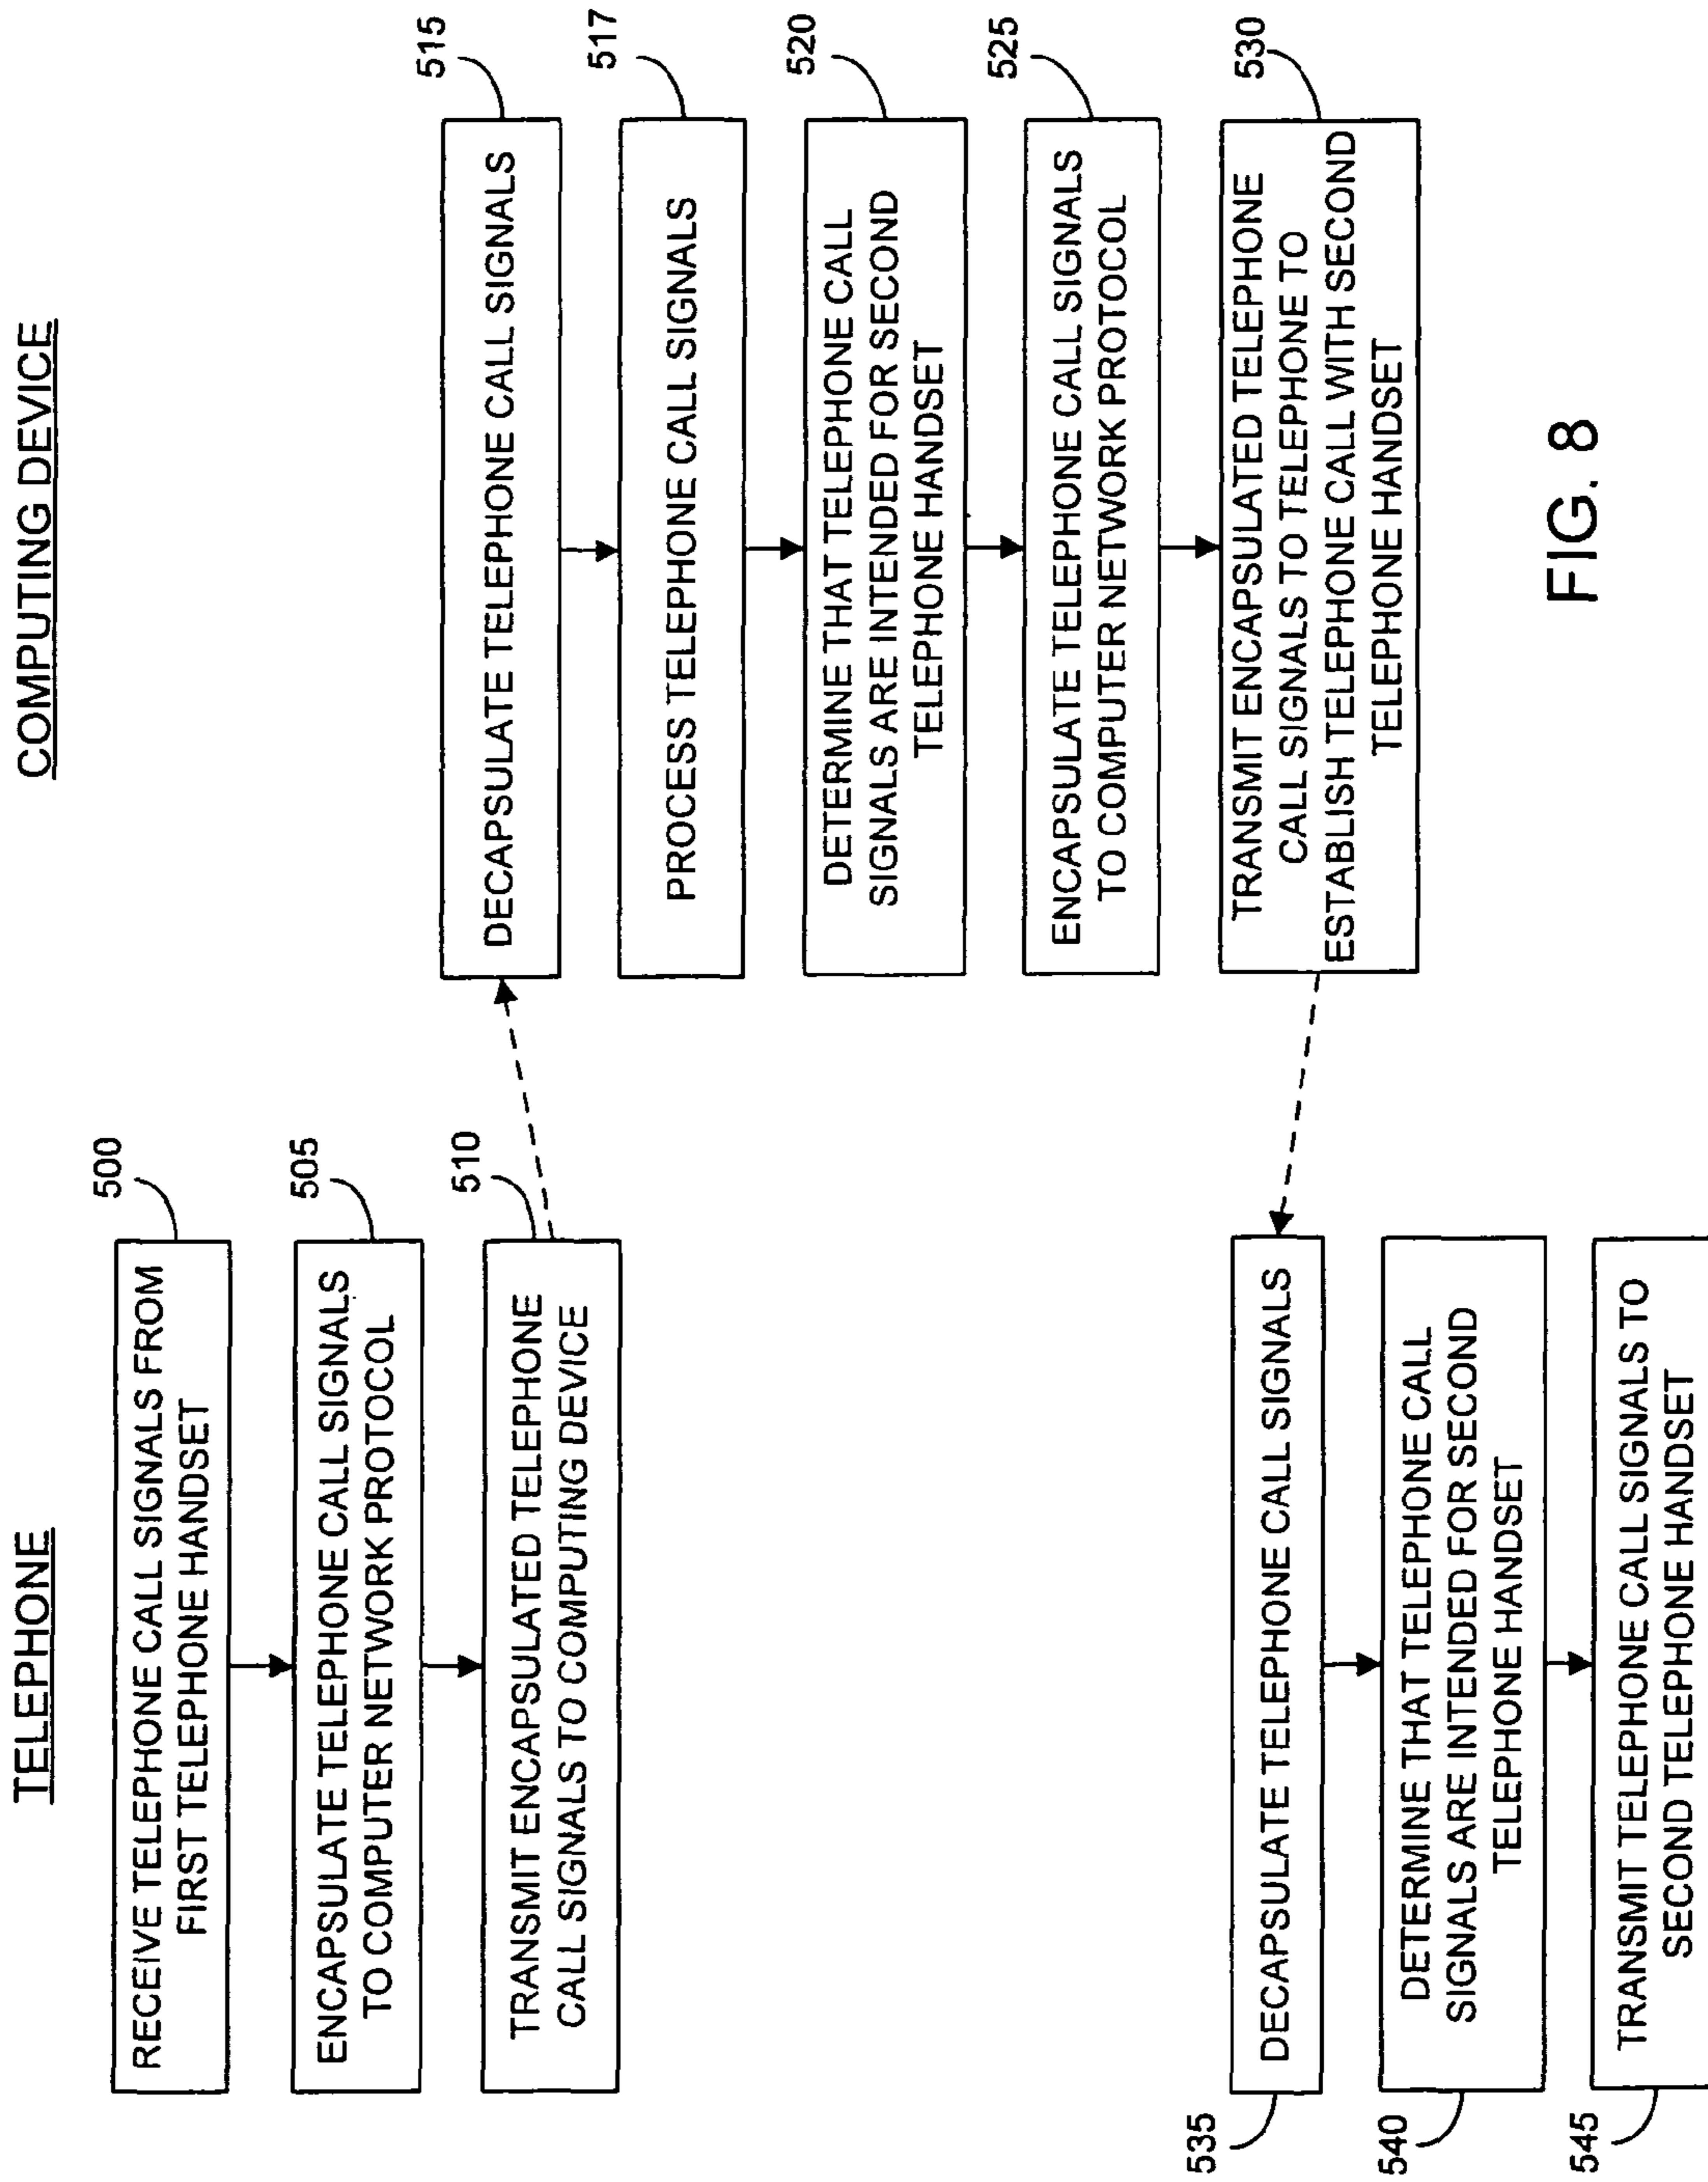 TELEPHONE
COMPUTING DEVICE
500
RECEIVE TELEPHONE CALL SIGNALS FROM
FIRST TELEPHONE HANDSET
505
ENCAPSULATE TELEPHONE CALL SIGNALS
TO COMPUTER NETWORK PROTOCOL
510
TRANSMIT ENCAPSULATED TELEPHONE
CALL SIGNALS TO COMPUTING DEVICE
515
DECAPSULATE TELEPHONE CALL SIGNALS
517
PROCESS TELEPHONE CALL SIGNALS
520
DETERMINE THAT TELEPHONE CALL
SIGNALS ARE INTENDED FOR SECOND
TELEPHONE HANDSET
525
ENCAPSULATE TELEPHONE CALL SIGNALS
TO COMPUTER NETWORK PROTOCOL
530
TRANSMIT ENCAPSULATED TELEPHONE
CALL SIGNALS TO TELEPHONE TO
ESTABLISH TELEPHONE CALL WITH SECOND
TELEPHONE HANDSET
535
DECAPSULATE TELEPHONE CALL SIGNALS
540
DETERMINE THAT TELEPHONE CALL
SIGNALS ARE INTENDED FOR SECOND
TELEPHONE HANDSET
545
TRANSMIT TELEPHONE CALL SIGNALS TO
SECOND TELEPHONE HANDSET
FIG. 8